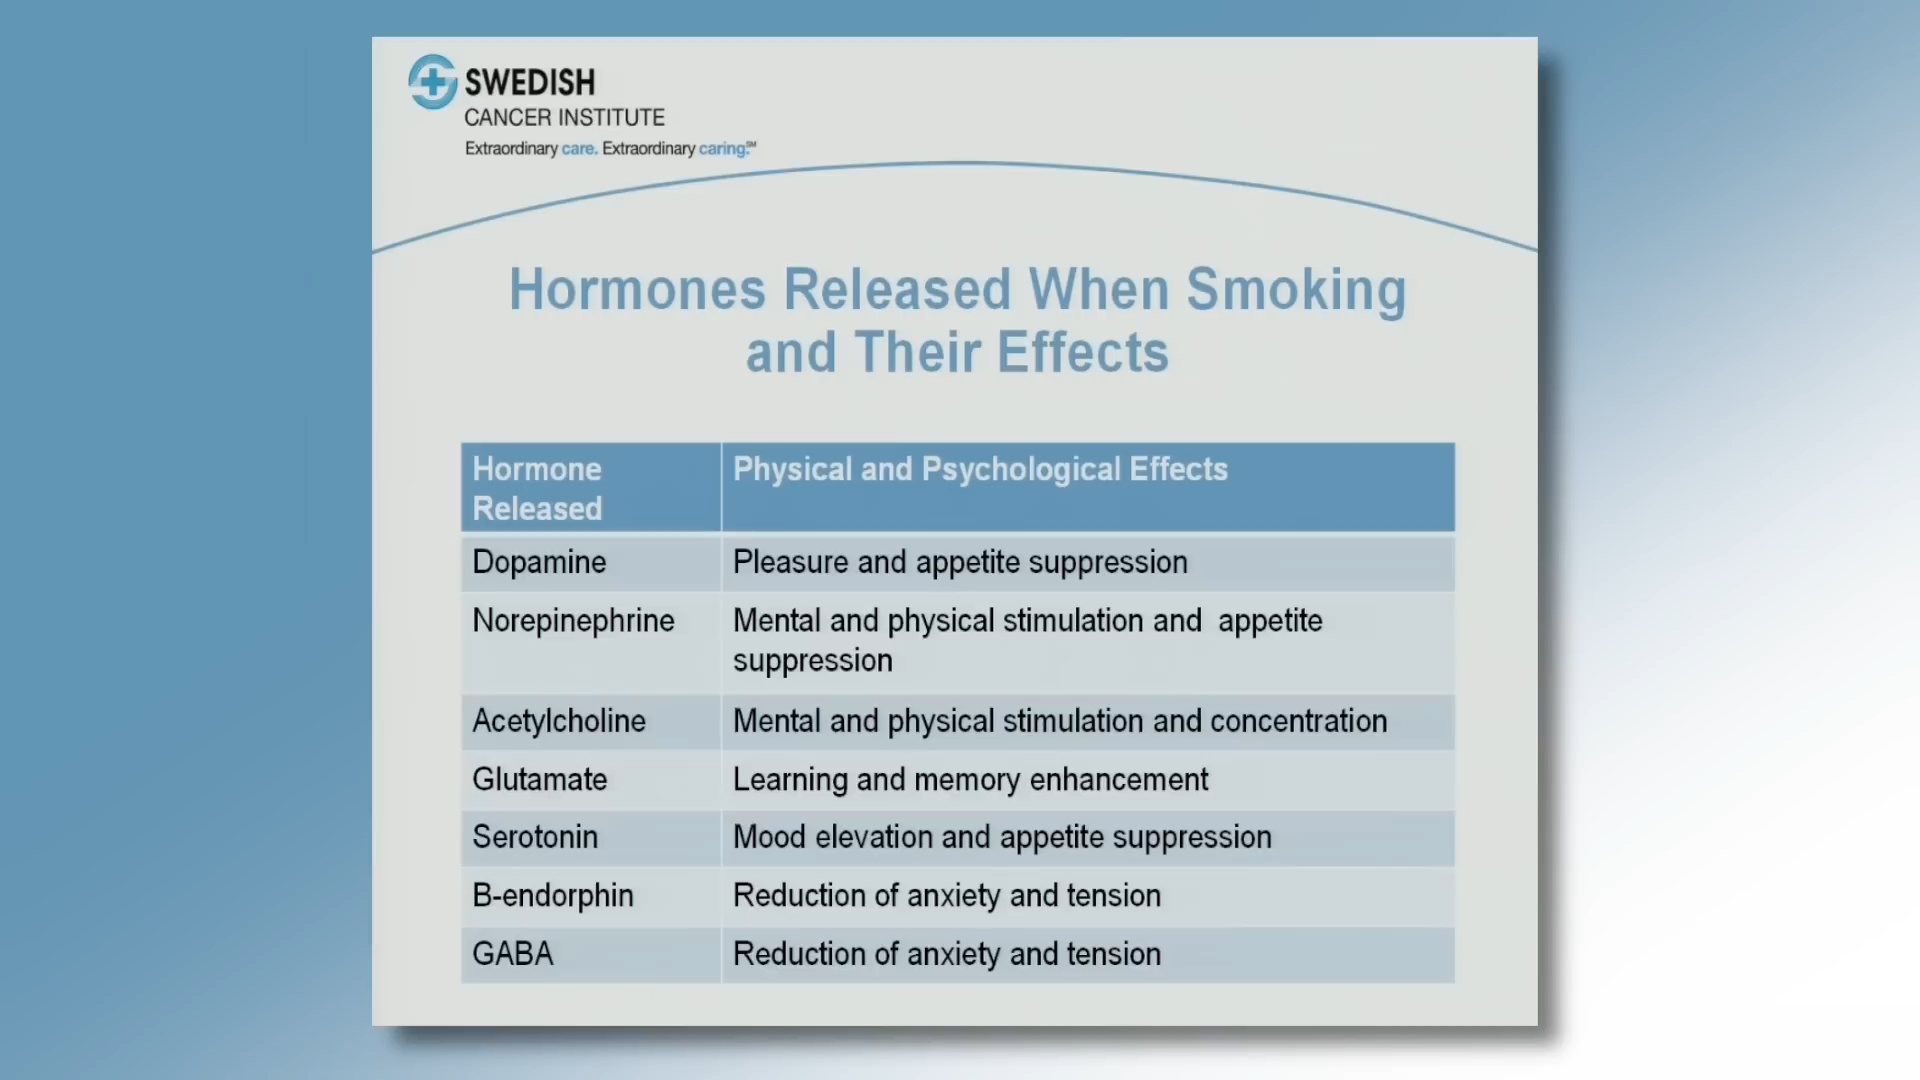 SWEDISH
CANCER INSTITUTE
Extraordinary care. Extraordinary caring.℠
Hormones Released When Smoking
and Their Effects
Hormone
Released
Physical and Psychological Effects
Dopamine
Pleasure and appetite suppression
Norepinephrine
Mental and physical stimulation and  appetite
suppression
Acetylcholine
Mental and physical stimulation and concentration
Glutamate
Learning and memory enhancement
Serotonin
Mood elevation and appetite suppression
B-endorphin
Reduction of anxiety and tension
GABA
Reduction of anxiety and tension